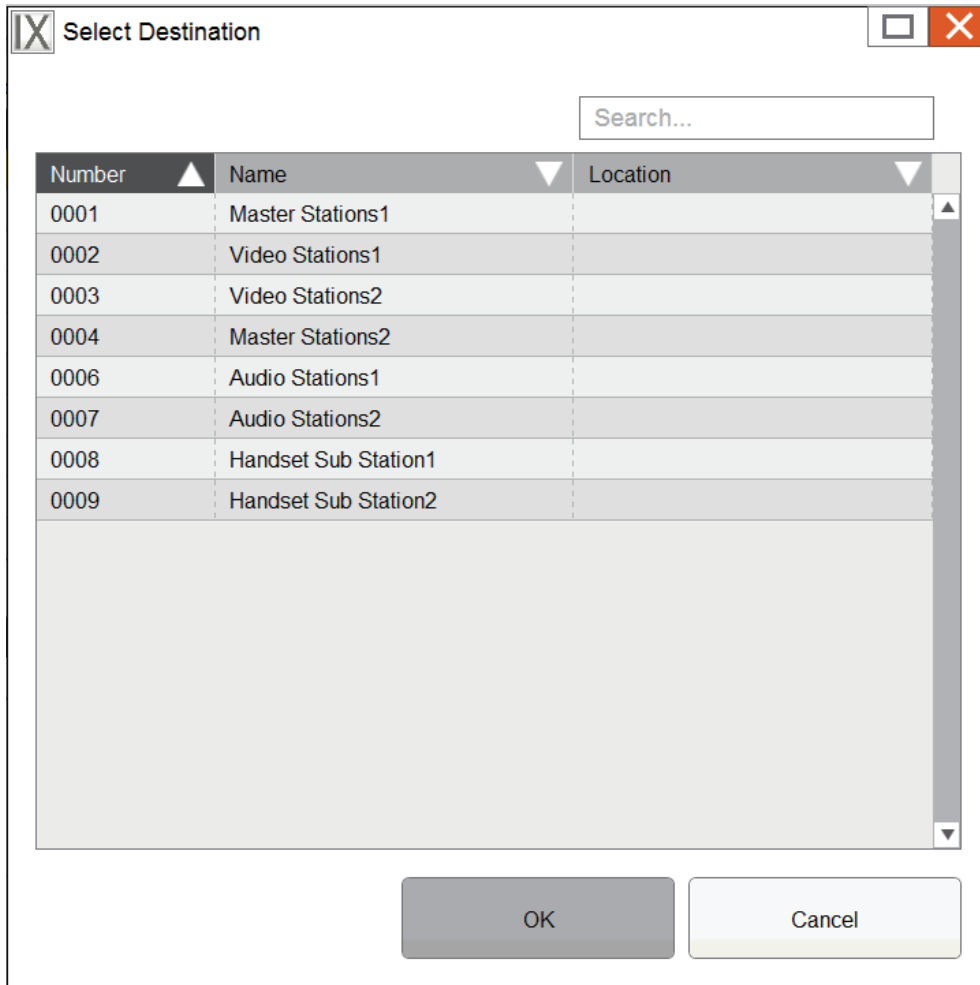 IX Select Destination
Search...
Number Name Location
0001 Master Stations1
0002 Video Stations1
0003 Video Stations2
0004 Master Stations2
0006 Audio Stations1
0007 Audio Stations2
0008 Handset Sub Station1
0009 Handset Sub Station2
OK Cancel